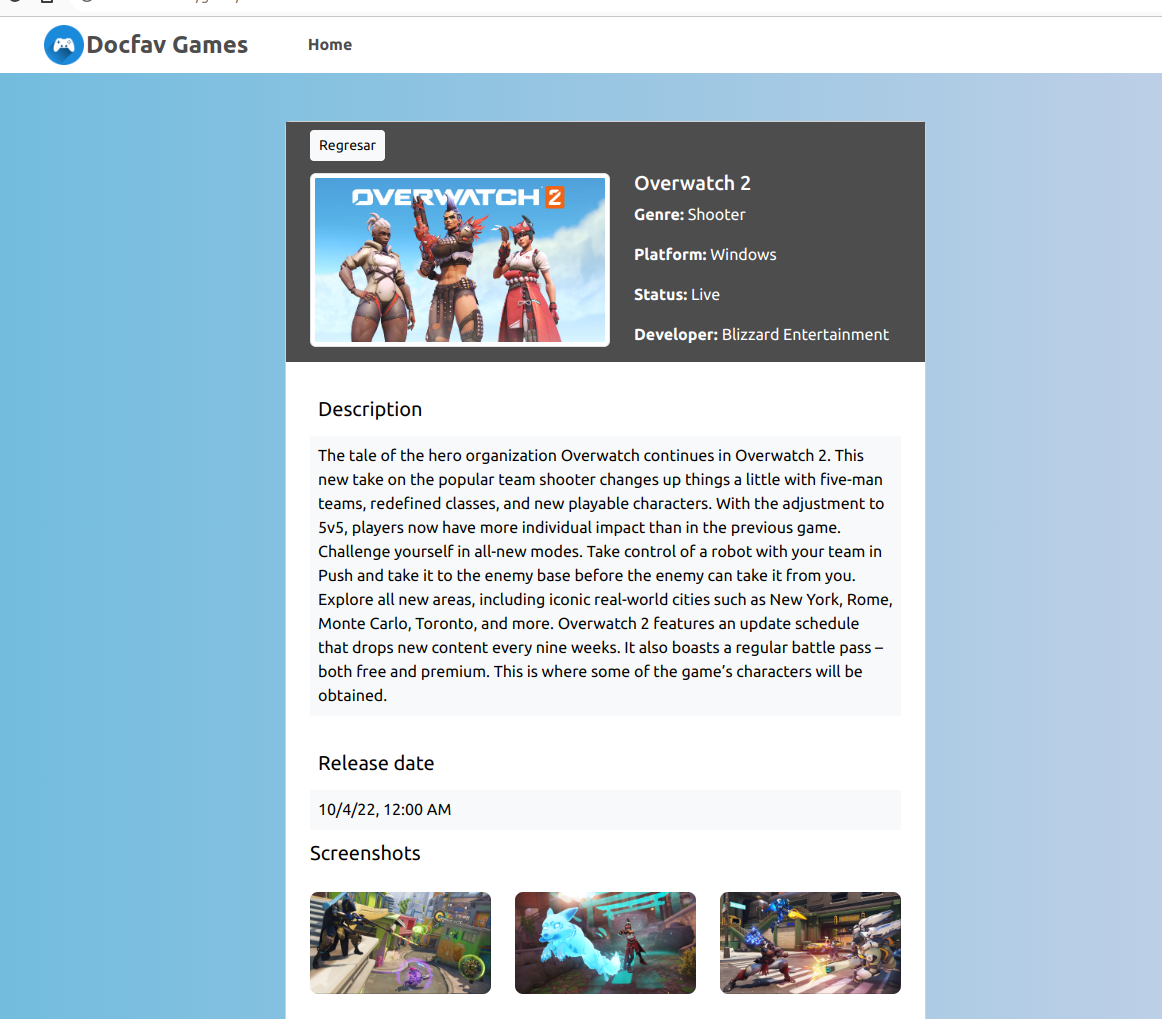 Docfav Games
Home
Regresar
OVERWATCH 2
Overwatch 2
Genre: Shooter
Platform: Windows
Status: Live
Developer: Blizzard Entertainment
Description
The tale of the hero organization Overwatch continues in Overwatch 2. This
new take on the popular team shooter changes up things a little with five-man
teams, redefined classes, and new playable characters. With the adjustment to
5v5, players now have more individual impact than in the previous game.
Challenge yourself in all-new modes. Take control of a robot with your team in
Push and take it to the enemy base before the enemy can take it from you.
Explore all new areas, including iconic real-world cities such as New York, Rome,
Monte Carlo, Toronto, and more. Overwatch 2 features an update schedule
that drops new content every nine weeks. It also boasts a regular battle pass –
both free and premium. This is where some of the game’s characters will be
obtained.
Release date
10/4/22, 12:00 AM
Screenshots